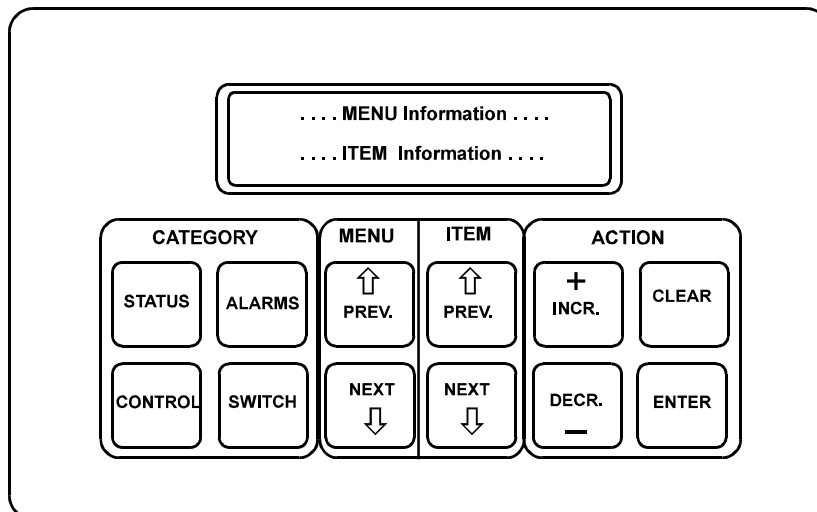 . . . . MENU Information . . . .
. . . . ITEM Information . . . .
CATEGORY MENU ITEM ACTION
STATUS ALARMS PREV. PREV. + INCR. CLEAR
CONTROL SWITCH NEXT NEXT DECR. – ENTER